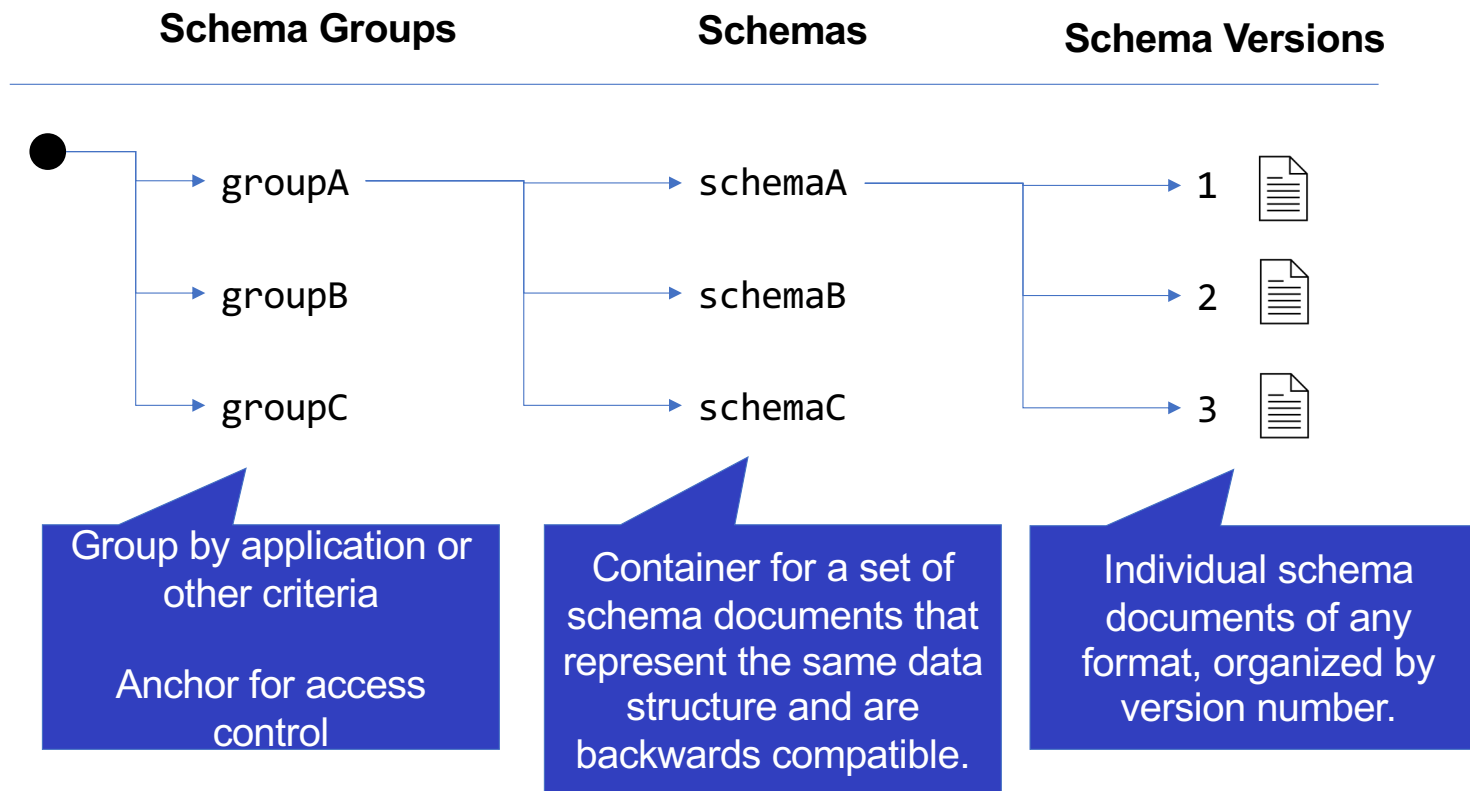 Schema Groups
Schemas
Schema Versions
groupA
schemaA
1
groupB
schemaB
2
groupC
schemaC
3
Group by application or
other criteria
Anchor for access
control
Container for a set of
schema documents that
represent the same data
structure and are
backwards compatible.
Individual schema
documents of any
format, organized by
version number.